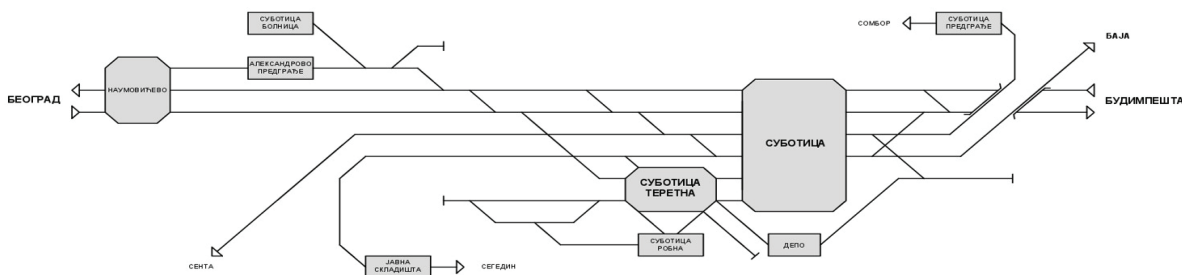 СУБОТИЦА
БОЛНИЦА
СОМБОР
СУБОТИЦА
ПРЕДГРАЂЕ
БАЈА
АЛЕКСАНДРОВО
ПРЕДГРАЂЕ
НАУМОВИЋЕВО
БЕОГРАД
БУДИМПЕШТА
СУБОТИЦА
СУБОТИЦА
ТЕРЕТНА
СУБОТИЦА
РОБНА
ДЕПО
СЕНТА
ЈАВНА
СКЛАДИШТА
СЕГЕДИН